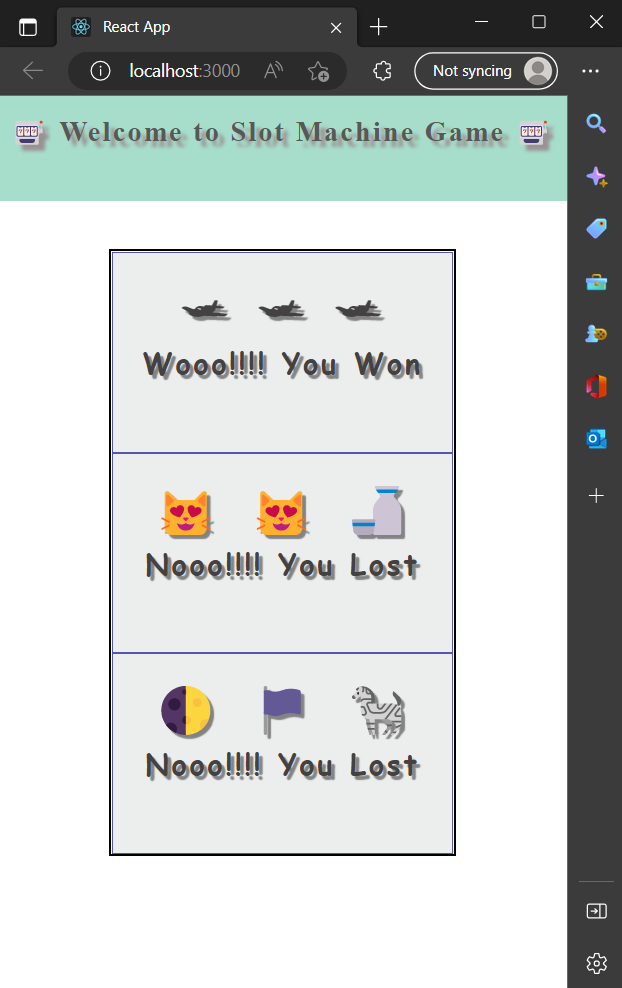 React App
localhost:3000
Not syncing
🎰 Welcome to Slot Machine Game 🎰
Wooo!!!! You Won
Nooo!!!! You Lost
Nooo!!!! You Lost